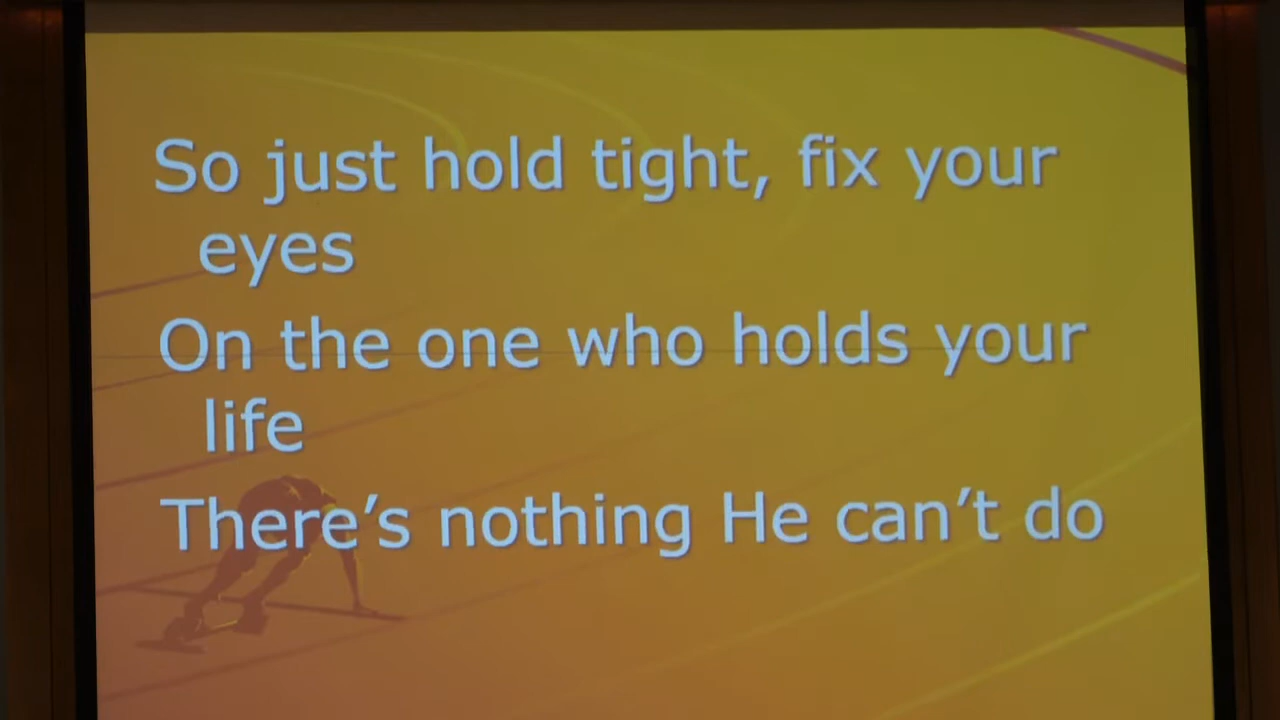 So just hold tight, fix your
eyes
On the one who holds your
life
There’s nothing He can’t do